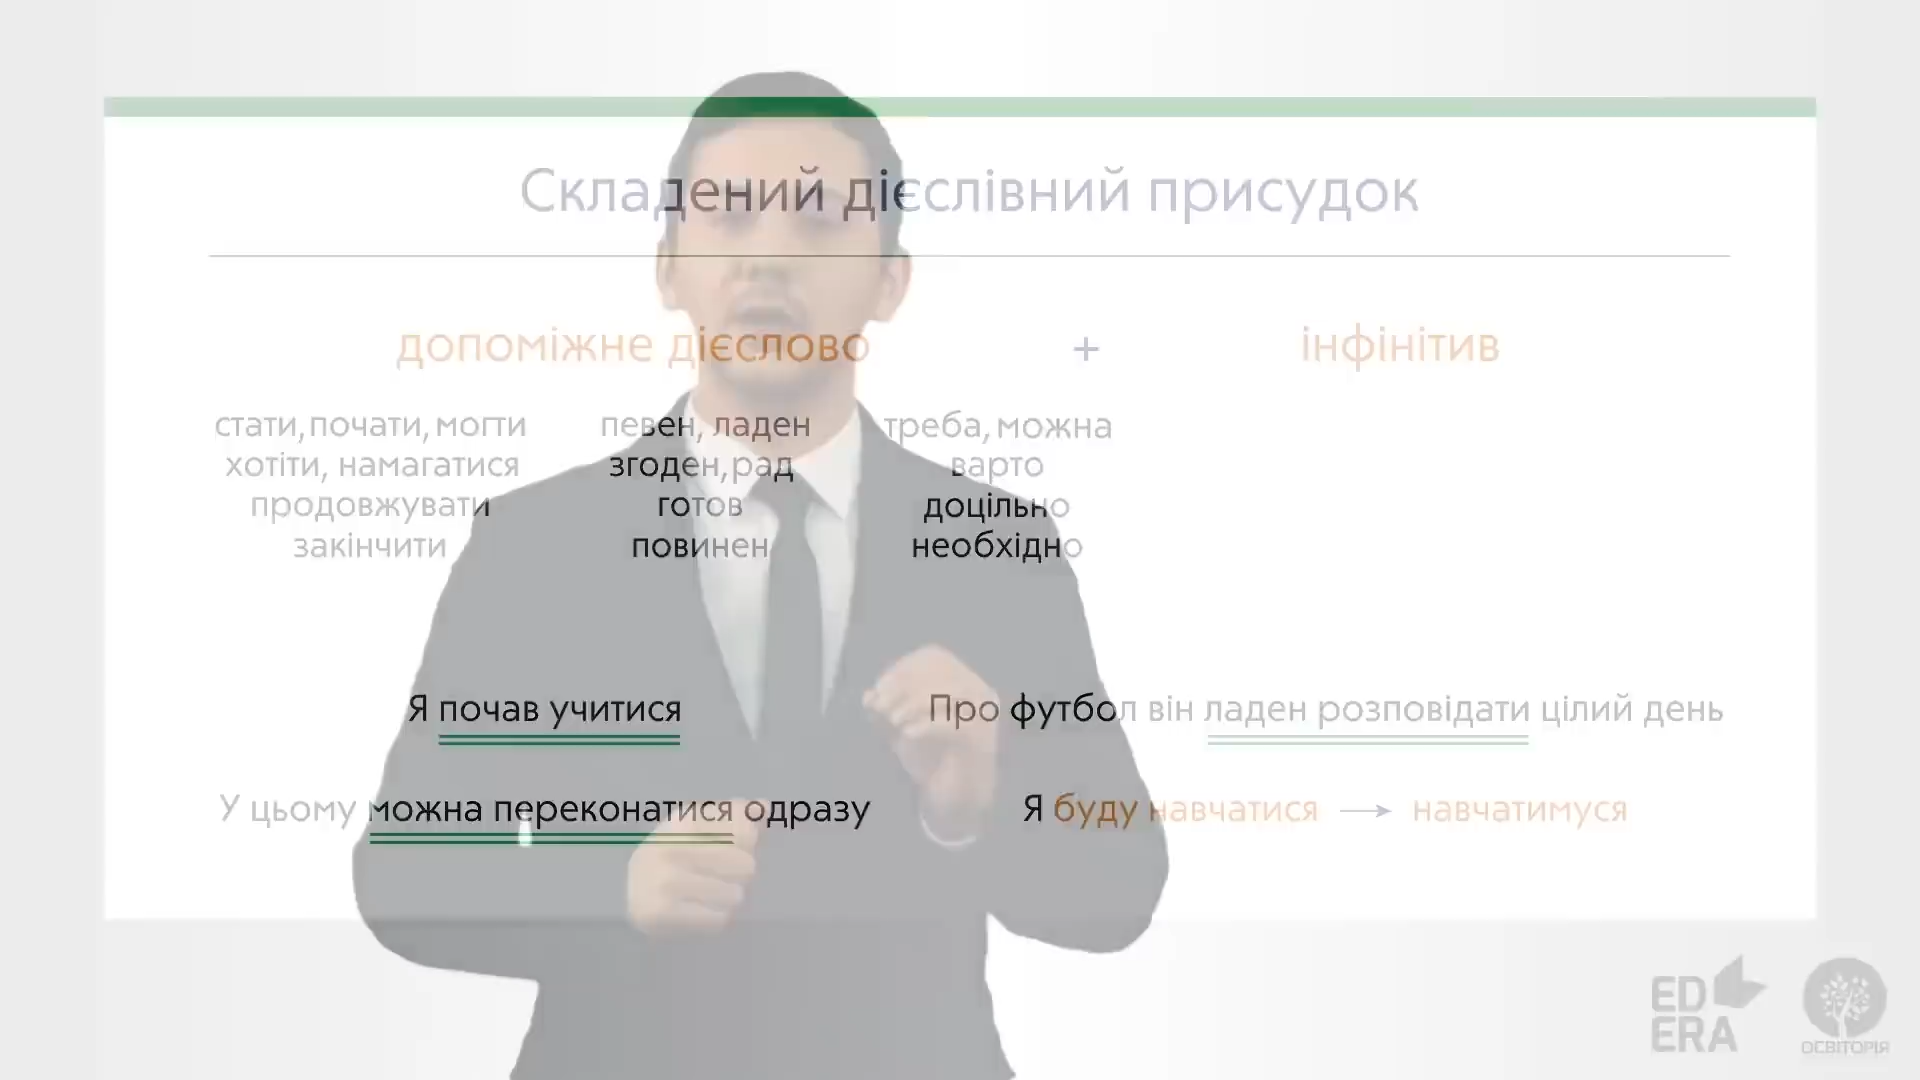 Складений дієслівний присудок
допоміжне дієслово + інфінітив
стати, почати, могти
хотіти, намагатися
продовжувати
закінчити
певен, ладен
згоден, рад
готов
повинен
треба, можна
варто
доцільно
необхідно
Я почав учитися
Про футбол він ладен розповідати цілий день
У цьому можна переконатися одразу
Я буду навчатися → навчатимуся
ED
ERA
ОСВІТОРІЯ